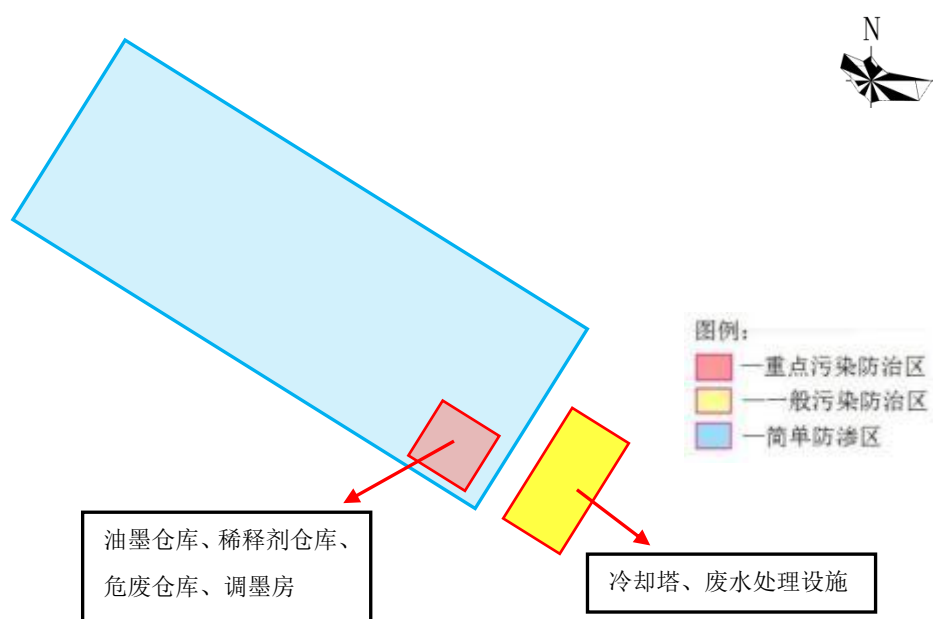 N
图例：
—重点污染防治区
—一般污染防治区
—简单防渗区
油墨仓库、稀释剂仓库、
危废仓库、调墨房
冷却塔、废水处理设施